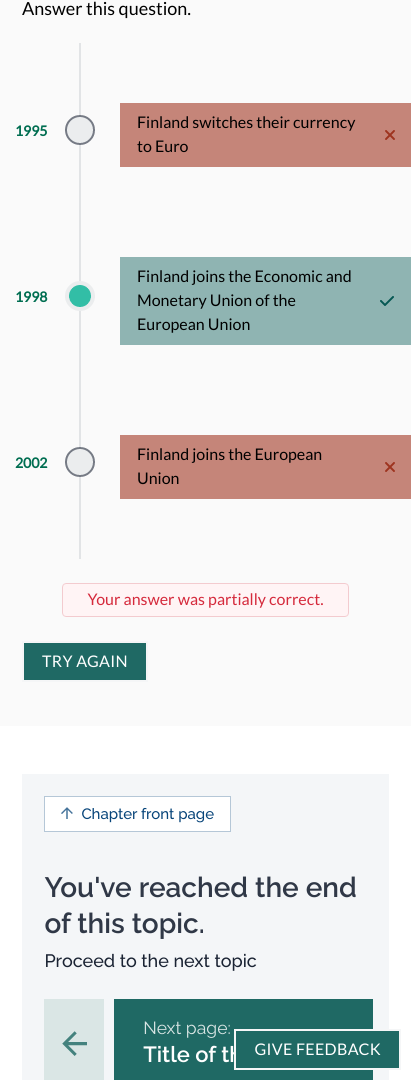 Answer this question.
1995
Finland switches their currency
to Euro
1998
Finland joins the Economic and
Monetary Union of the
European Union
2002
Finland joins the European
Union
Your answer was partially correct.
TRY AGAIN
Chapter front page
You've reached the end
of this topic.
Proceed to the next topic
Next page:
Title of
GIVE FEEDBACK